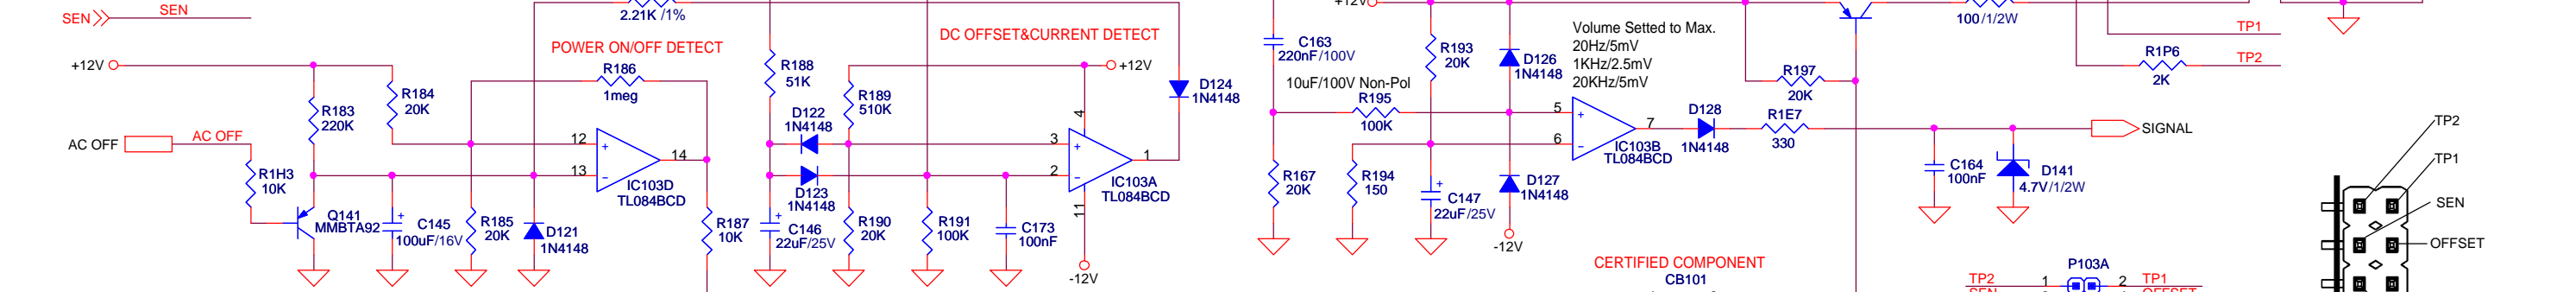 SEN
SEN
2.21K /1%
POWER ON/OFF DETECT
DC OFFSET&CURRENT DETECT
+12V
R183
220K
R184
20K
R186
1meg
AC OFF
AC OFF
R1H3
10K
Q141
MMBTA92
C145
100uF/16V
R185
20K
D121
1N4148
12
13
14
+
-
IC103D
TL084BCD
R187
10K
R188
51K
D122
1N4148
D123
1N4148
C146
22uF/25V
R189
510K
R190
20K
R191
100K
C173
100nF
+12V
4
3
2
1
11
+
-
IC103A
TL084BCD
-12V
D124
1N4148
+12V
C163
220nF/100V
10uF/100V Non-Pol
R195
100K
R167
20K
R194
150
R193
20K
C147
22uF/25V
D126
1N4148
D127
1N4148
-12V
Volume Setted to Max.
20Hz/5mV
1KHz/2.5mV
20KHz/5mV
5
6
7
+
-
IC103B
TL084BCD
D128
1N4148
R197
20K
R1E7
330
100/1/2W
SIGNAL
C164
100nF
D141
4.7V/1/2W
TP1
R1P6
2K
TP2
CERTIFIED COMPONENT
CB101
TP2
TP1
SEN
OFFSET
P103A
TP2
1
2
TP1
SEN
OFFSET